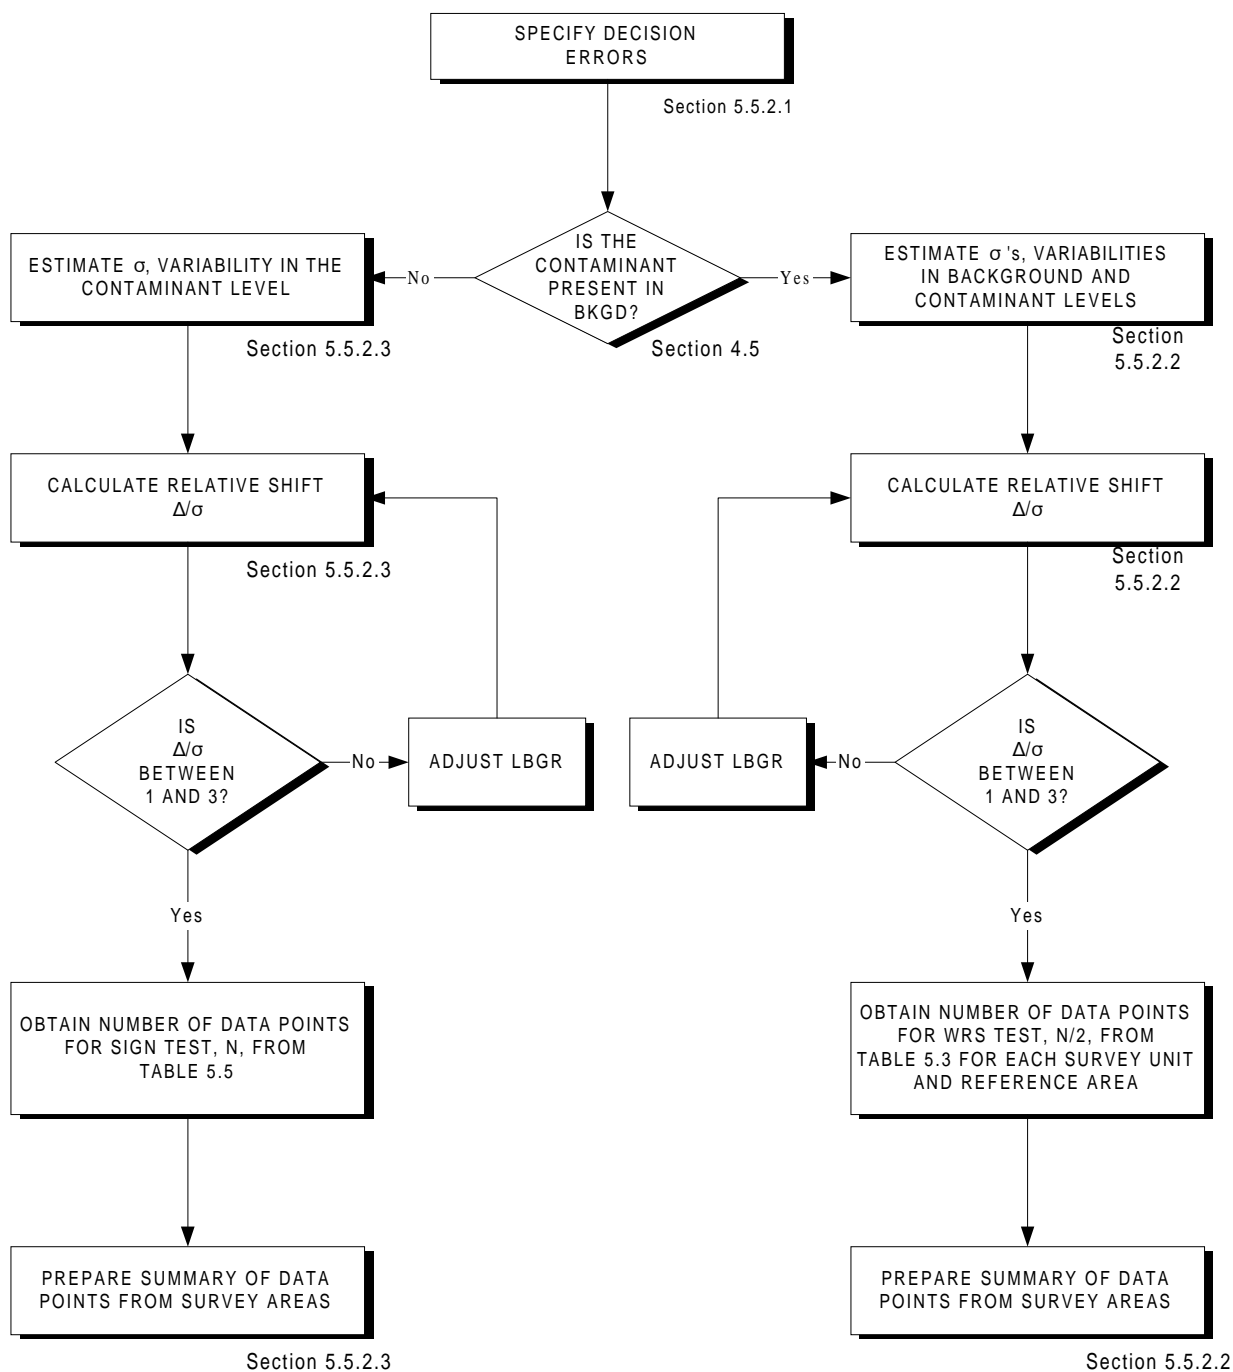 SPECIFY DECISION
ERRORS
Section 5.5.2.1
IS THE
CONTAMINANT
PRESENT IN
BKGD?
Section 4.5
No
Yes
ESTIMATE σ, VARIABILITY IN THE
CONTAMINANT LEVEL
Section 5.5.2.3
ESTIMATE σ's, VARIABILITIES
IN BACKGROUND AND
CONTAMINANT LEVELS
Section
5.5.2.2
CALCULATE RELATIVE SHIFT
Δ/σ
Section 5.5.2.3
CALCULATE RELATIVE SHIFT
Δ/σ
Section
5.5.2.2
IS
Δ/σ
BETWEEN
1 AND 3?
No
ADJUST LBGR
ADJUST LBGR
No
IS
Δ/σ
BETWEEN
1 AND 3?
Yes
Yes
OBTAIN NUMBER OF DATA POINTS
FOR SIGN TEST, N, FROM
TABLE 5.5
OBTAIN NUMBER OF DATA POINTS
FOR WRS TEST, N/2, FROM
TABLE 5.3 FOR EACH SURVEY UNIT
AND REFERENCE AREA
PREPARE SUMMARY OF DATA
POINTS FROM SURVEY AREAS
Section 5.5.2.3
PREPARE SUMMARY OF DATA
POINTS FROM SURVEY AREAS
Section 5.5.2.2